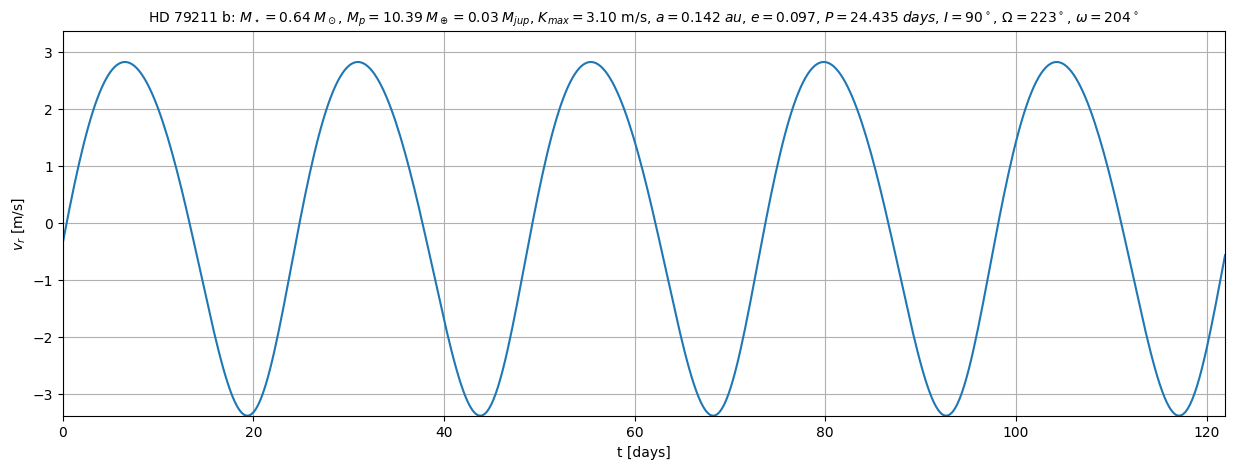 HD 79211 b: M⋆ = 0.64 M⊙, Mp = 10.39 M⊕ = 0.03 Mjup, Kmax = 3.10 m/s, a = 0.142 au, e = 0.097, P = 24.435 days, I = 90°, Ω = 223°, ω = 204°
3
2
1
0
−1
−2
−3
vr [m/s]
0 20 40 60 80 100 120
t [days]